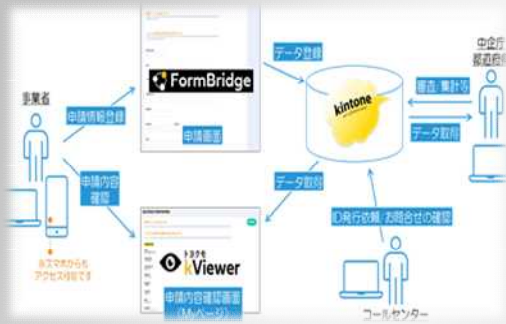 データ登録
中企庁
都道府県
FormBridge
事業者
kintone
審査/集計等
申請情報登録
申請画面
データ取得
申請内容
確認
データ取得
トヨクモ
kViewer
ID発行依頼/お問合せの確認
※スマホからも
アクセス可能です
申請内容確認画面
(Myページ)
コールセンター